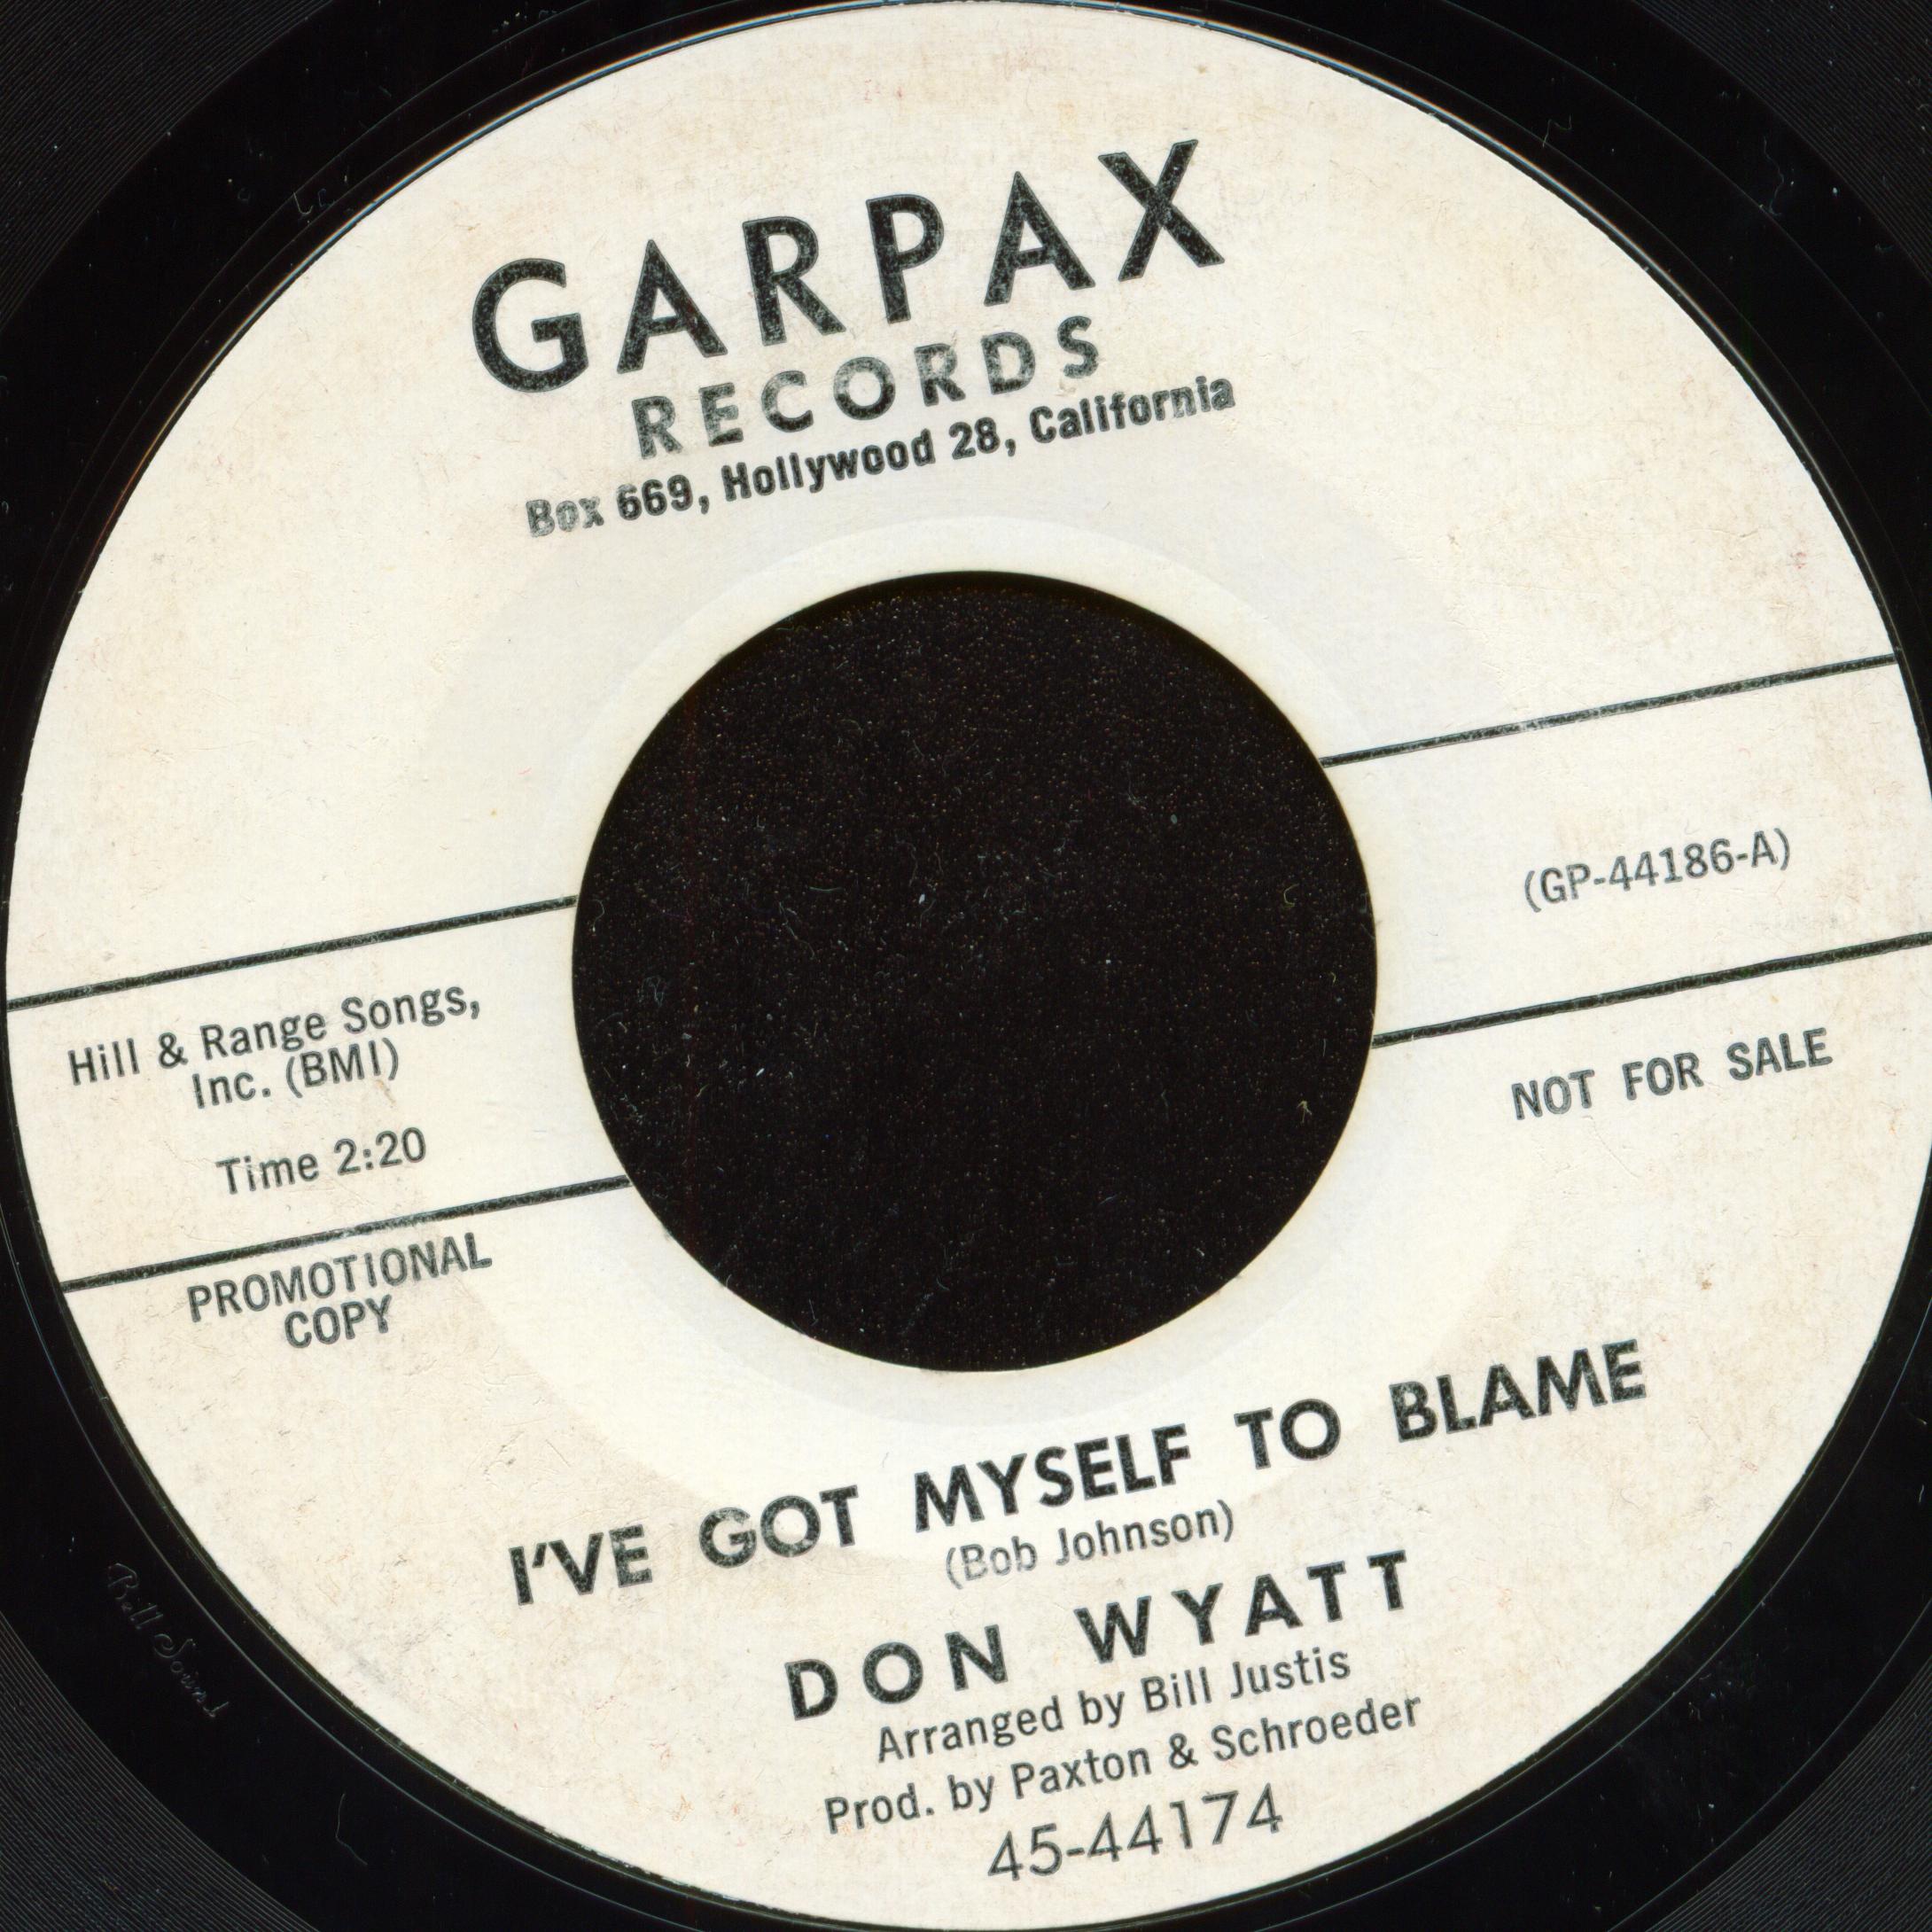 GARPAX
RECORDS
Box 669, Hollywood 28, California
(GP-44186-A)
Hill & Range Songs,
Inc. (BMI)
Time 2:20
NOT FOR SALE
PROMOTIONAL
COPY
I'VE GOT MYSELF TO BLAME
(Bob Johnson)
DON WYATT
Arranged by Bill Justis
Prod. by Paxton & Schroeder
45-44174
Bell Sound